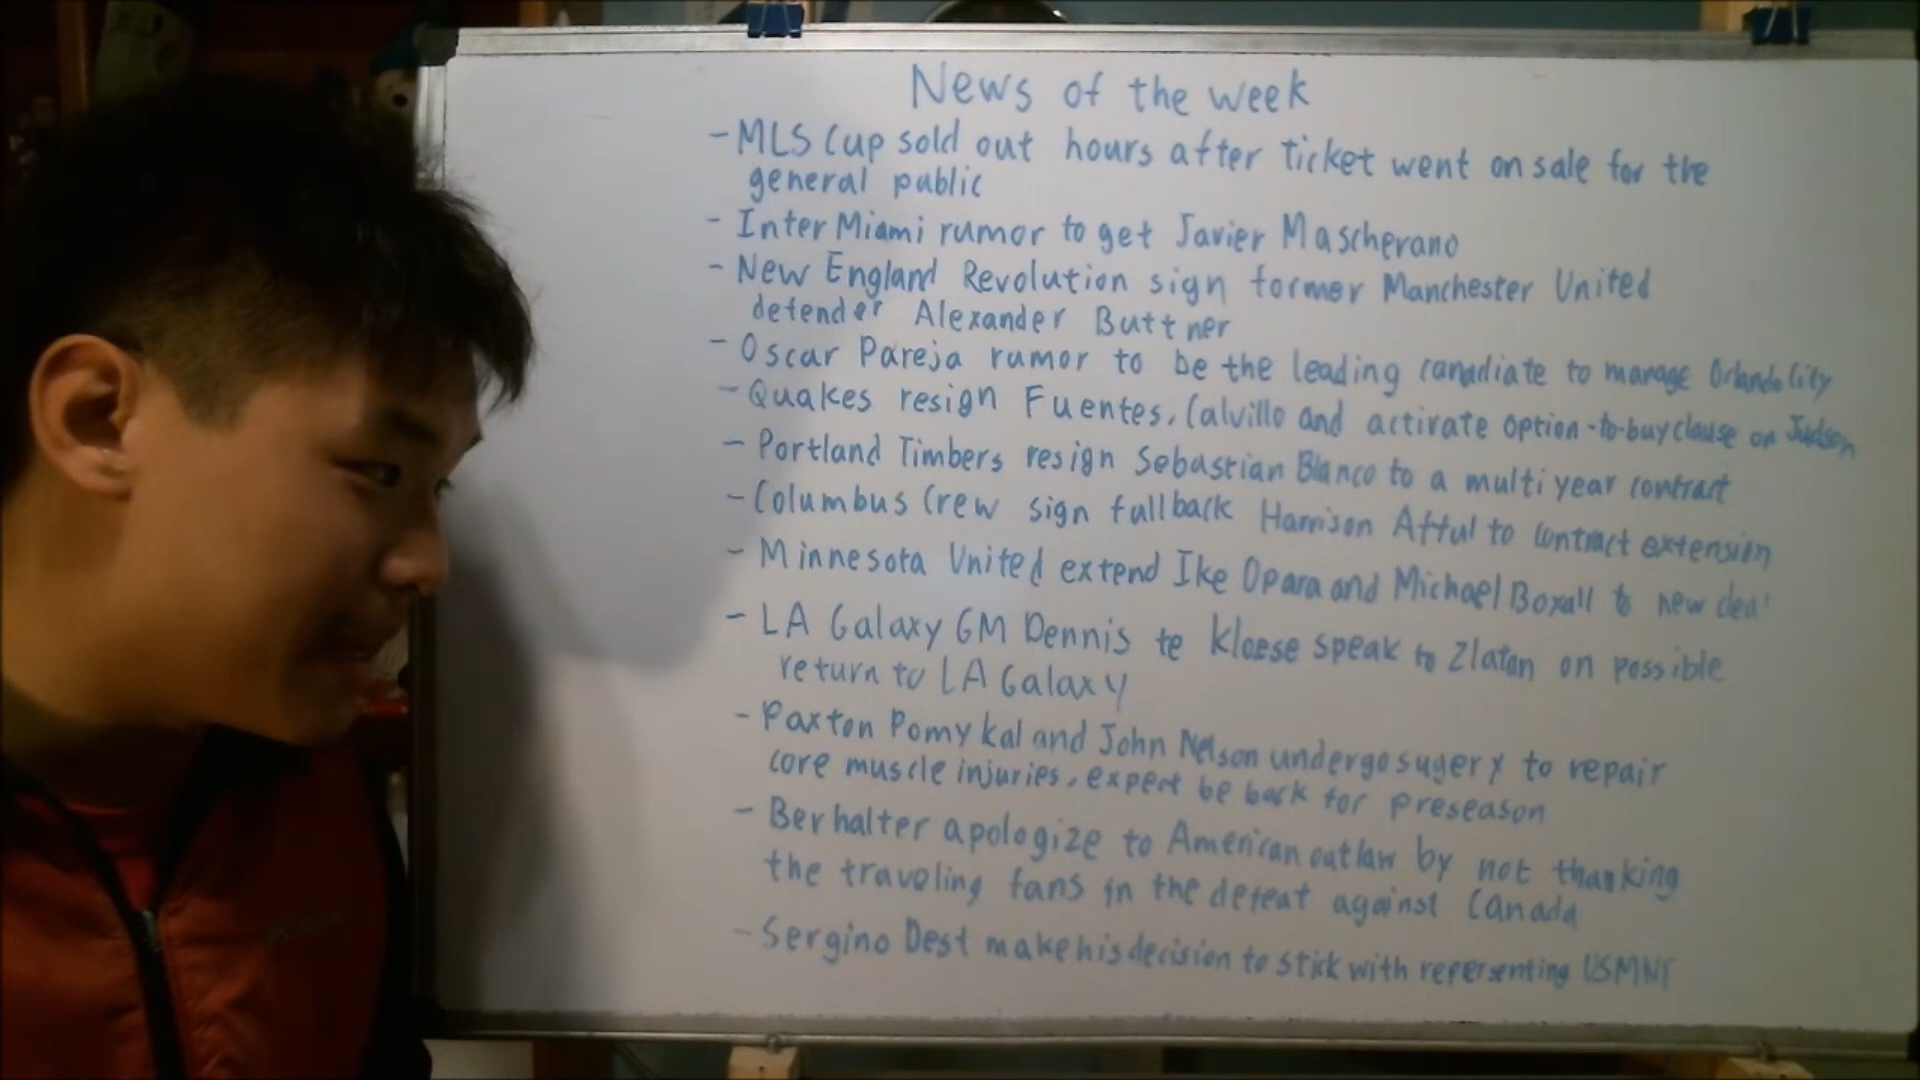 News of the week
- MLS Cup sold out hours after ticket went on sale for the
general public
- Inter Miami rumor to get Javier Mascherano
- New England Revolution sign former Manchester United
defender Alexander Buttner
- Oscar Pareja rumor to be the leading canadiate to manage Orlando City
- Quakes resign Fuentes, Calvillo and activate option-to-buy clause on Judson
- Portland Timbers resign Sebastian Blanco to a multi year contract
- Columbus Crew sign fullback Harrison Afful to contract extension
- Minnesota United extend Ike Opara and Michael Boxall to new deal
- LA Galaxy GM Dennis te kloese speak to Zlatan on possible
return to LA Galaxy
- Paxton Pomykal and John Nelson undergo sugery to repair
core muscle injuries, expect be back for preseason
- Berhalter apologize to American outlaw by not thanking
the traveling fans in the defeat against Canada
- Sergino Dest make his decision to stick with repersenting USMNT